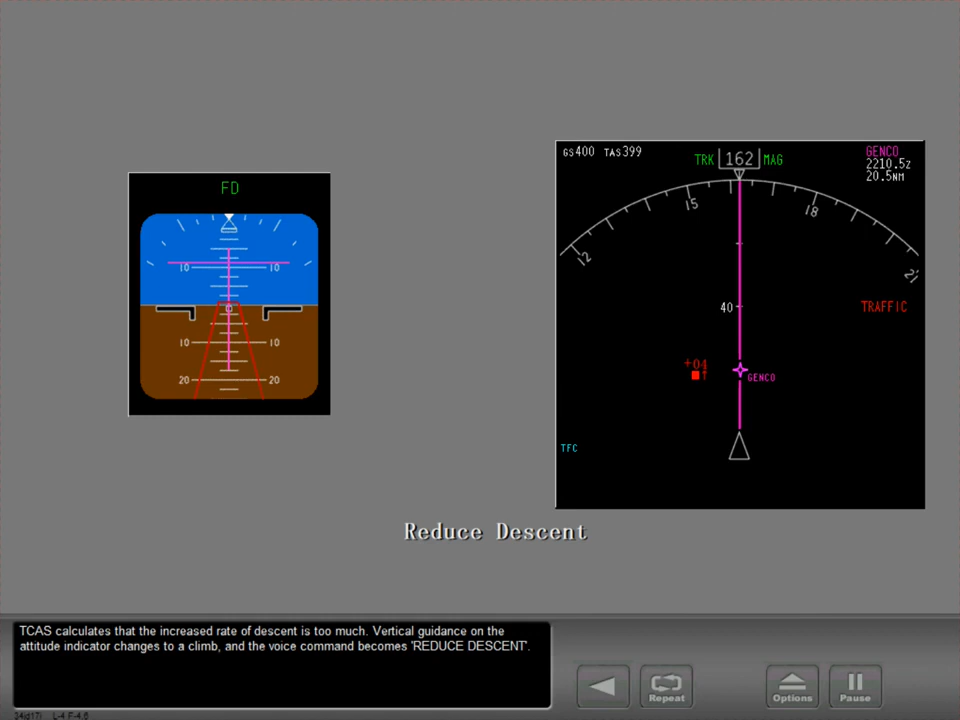 FD
10 10
10 10
20 20
GS400 TAS399
TRK 162 MAG
GENCO
2210.5Z
20.5NM
12
15
18
21
40
TRAFFIC
+04
GENCO
TFC
Reduce Descent
TCAS calculates that the increased rate of descent is too much. Vertical guidance on the
attitude indicator changes to a climb, and the voice command becomes 'REDUCE DESCENT'.
Repeat
Options
Pause